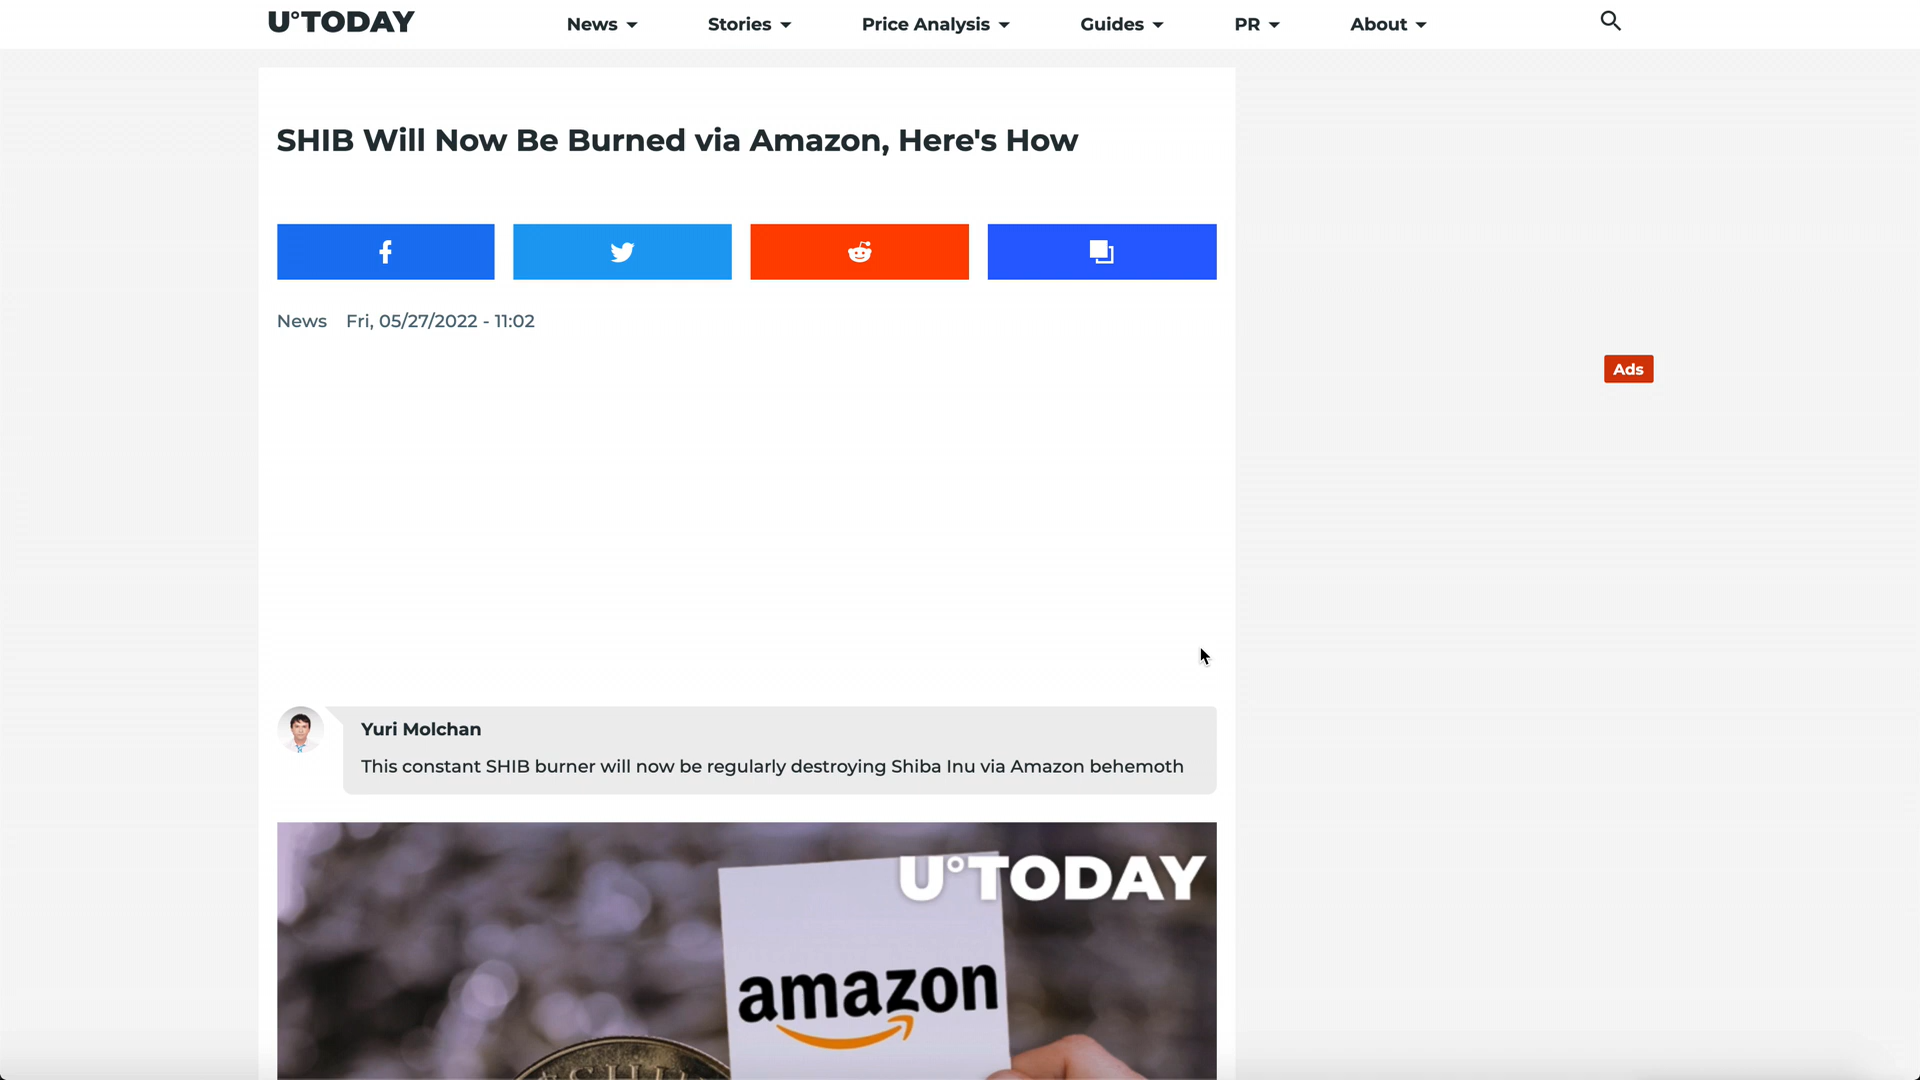 U°TODAY
News Stories Price Analysis Guides PR About
SHIB Will Now Be Burned via Amazon, Here's How
News Fri, 05/27/2022 - 11:02
Ads
Yuri Molchan
This constant SHIB burner will now be regularly destroying Shiba Inu via Amazon behemoth
U°TODAY
amazon